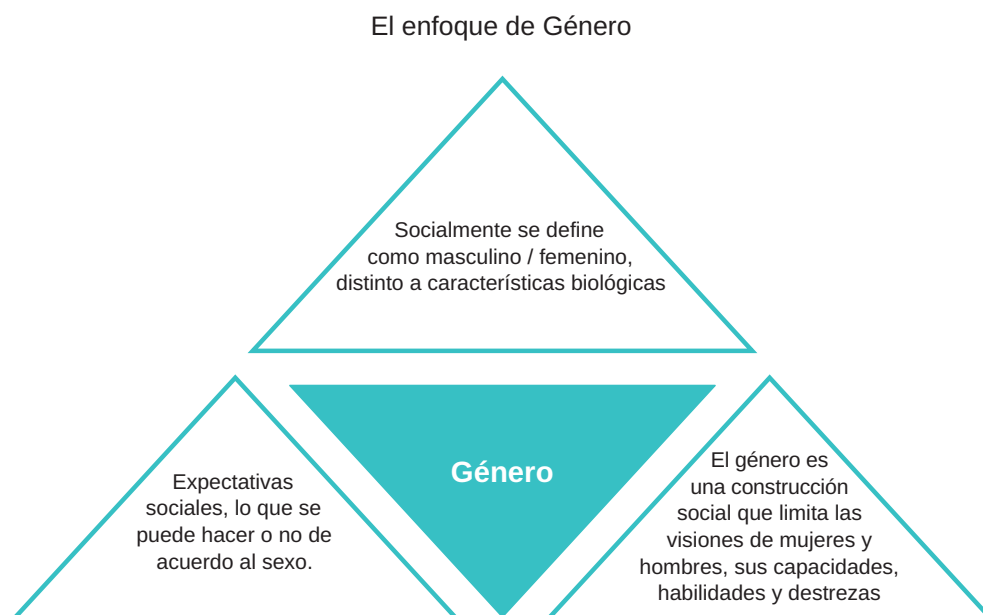 El enfoque de Género
Socialmente se define
como masculino / femenino,
distinto a características biológicas
Género
Expectativas
sociales, lo que se
puede hacer o no de
acuerdo al sexo.
El género es
una construcción
social que limita las
visiones de mujeres y
hombres, sus capacidades,
habilidades y destrezas